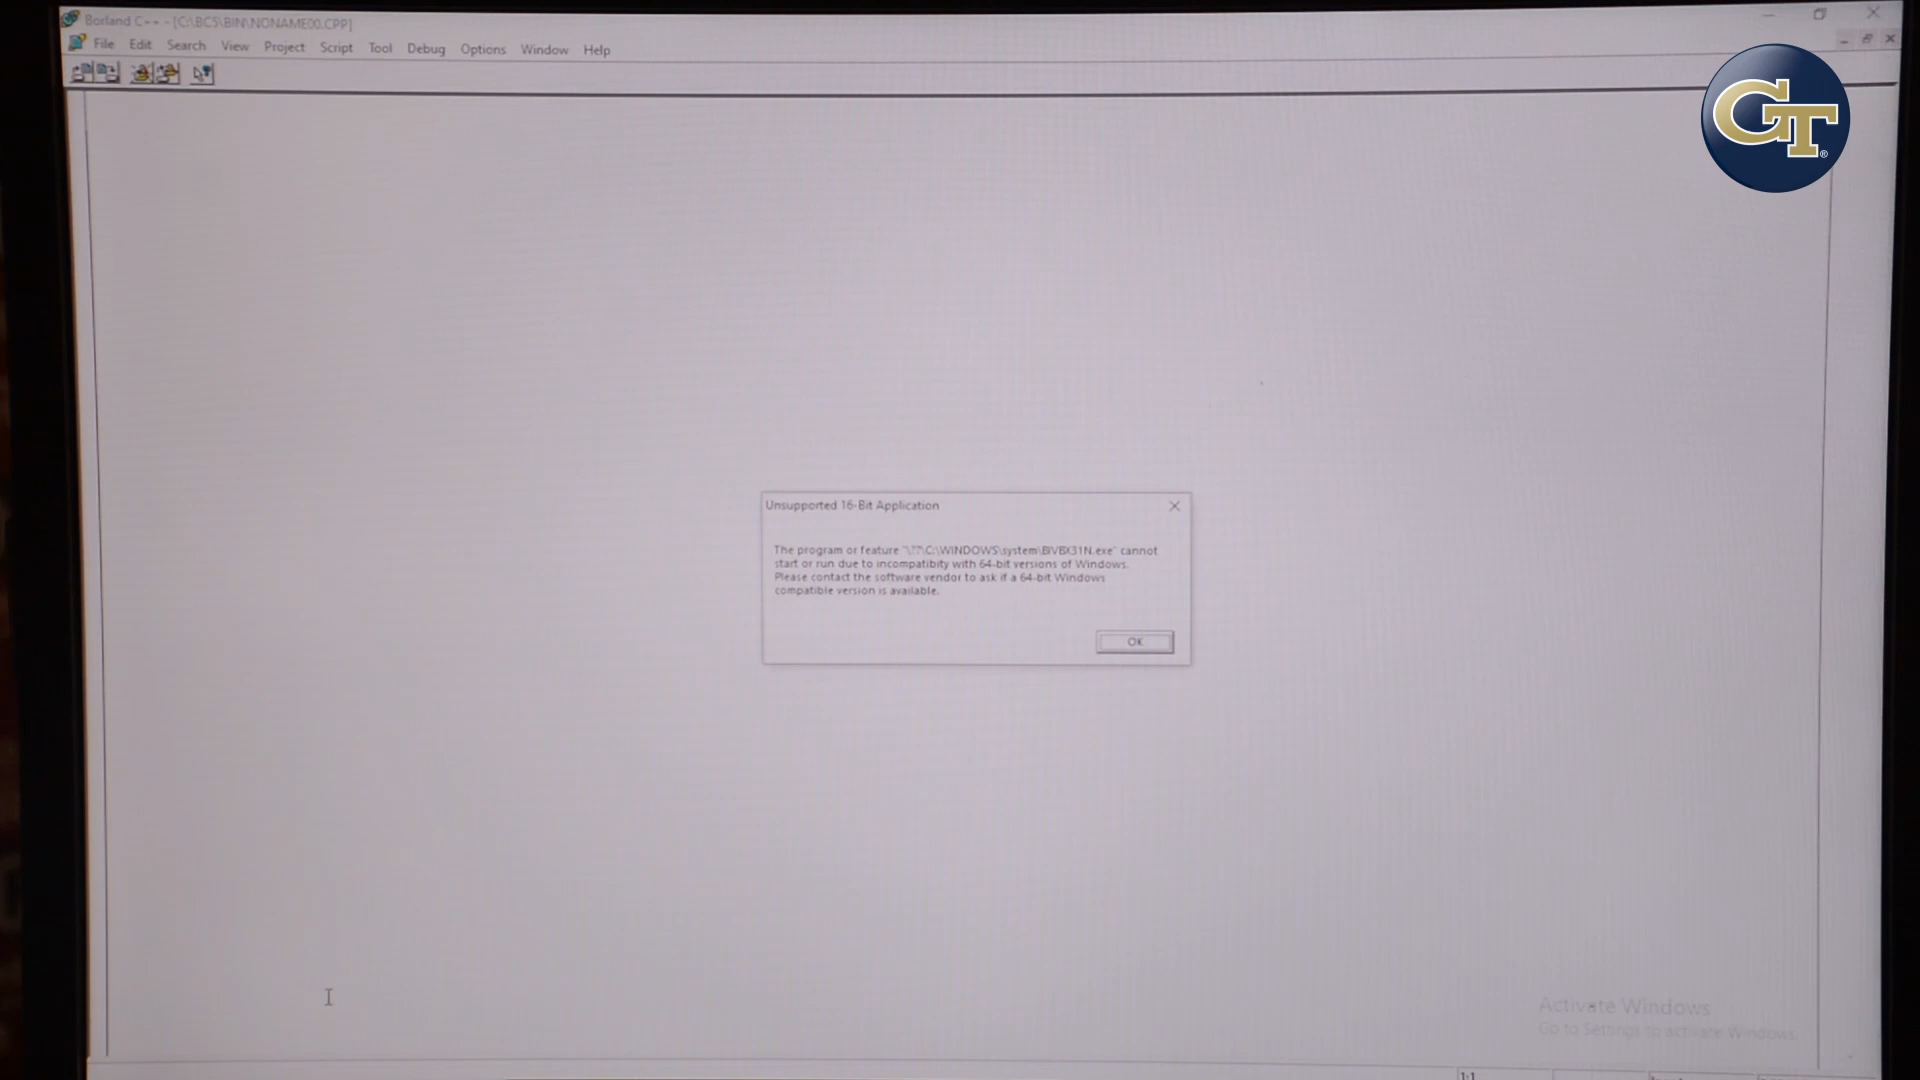 Borland C++ - [C:\BC5\BIN\NONAME00.CPP]
File Edit Search View Project Script Tool Debug Options Window Help
GT
Unsupported 16-Bit Application
The program or feature "\??\C:\WINDOWS\system\BIVBX31N.exe" cannot
start or run due to incompatibity with 64-bit versions of Windows.
Please contact the software vendor to ask if a 64-bit Windows
compatible version is available.
OK
Activate Windows
Go to Settings to activate Windows.
1:1